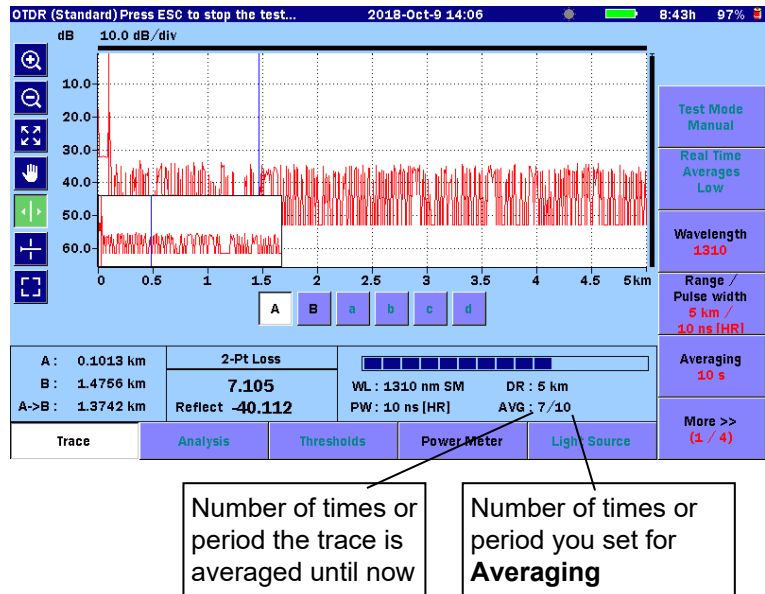 OTDR (Standard) Press ESC to stop the test... 2018-Oct-9 14:06 8:43h 97%
dB 10.0 dB/div
10.0
20.0
30.0
40.0
50.0
60.0
0 0.5 1 1.5 2 2.5 3 3.5 4 4.5 5km
A B a b c d
Test Mode
Manual
Real Time
Averages
Low
Wavelength
1310
Range /
Pulse width
5 km /
10 ns [HR]
Averaging
10 s
More >>
(1 / 4)
A : 0.1013 km
B : 1.4756 km
A->B : 1.3742 km
2-Pt Loss
7.105
Reflect -40.112
WL : 1310 nm SM DR : 5 km
PW : 10 ns [HR] AVG : 7/10
Trace Analysis Thresholds Power Meter Light Source
Number of times or
period the trace is
averaged until now
Number of times or
period you set for
Averaging